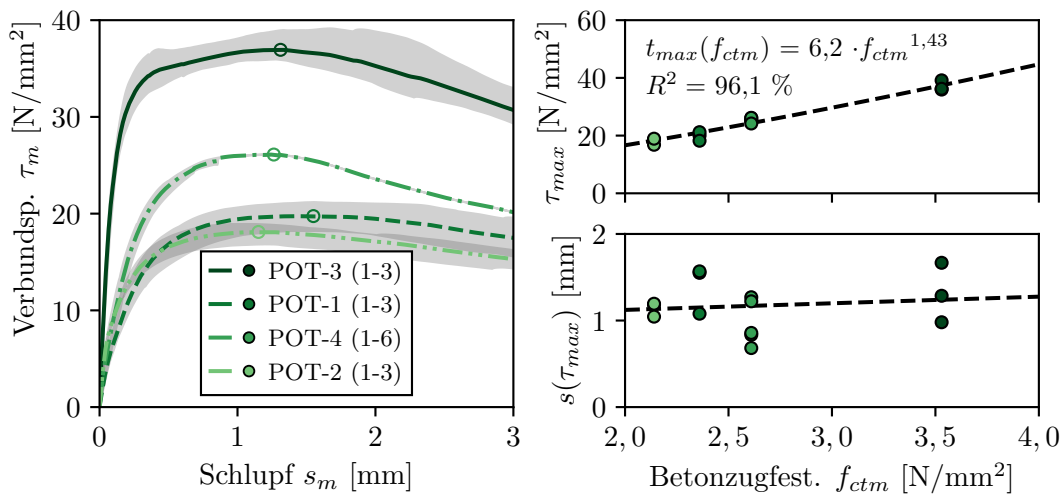 Verbundsp. τm [N/mm²]
40
30
20
10
0
0
1
2
3
Schlupf sm [mm]
POT-3 (1-3)
POT-1 (1-3)
POT-4 (1-6)
POT-2 (1-3)
τmax [N/mm²]
60
40
20
0
tmax(fctm) = 6,2 ·fctm^1,43
R² = 96,1 %
s(τmax) [mm]
2
1
0
2,0
2,5
3,0
3,5
4,0
Betonzugfest. fctm [N/mm²]